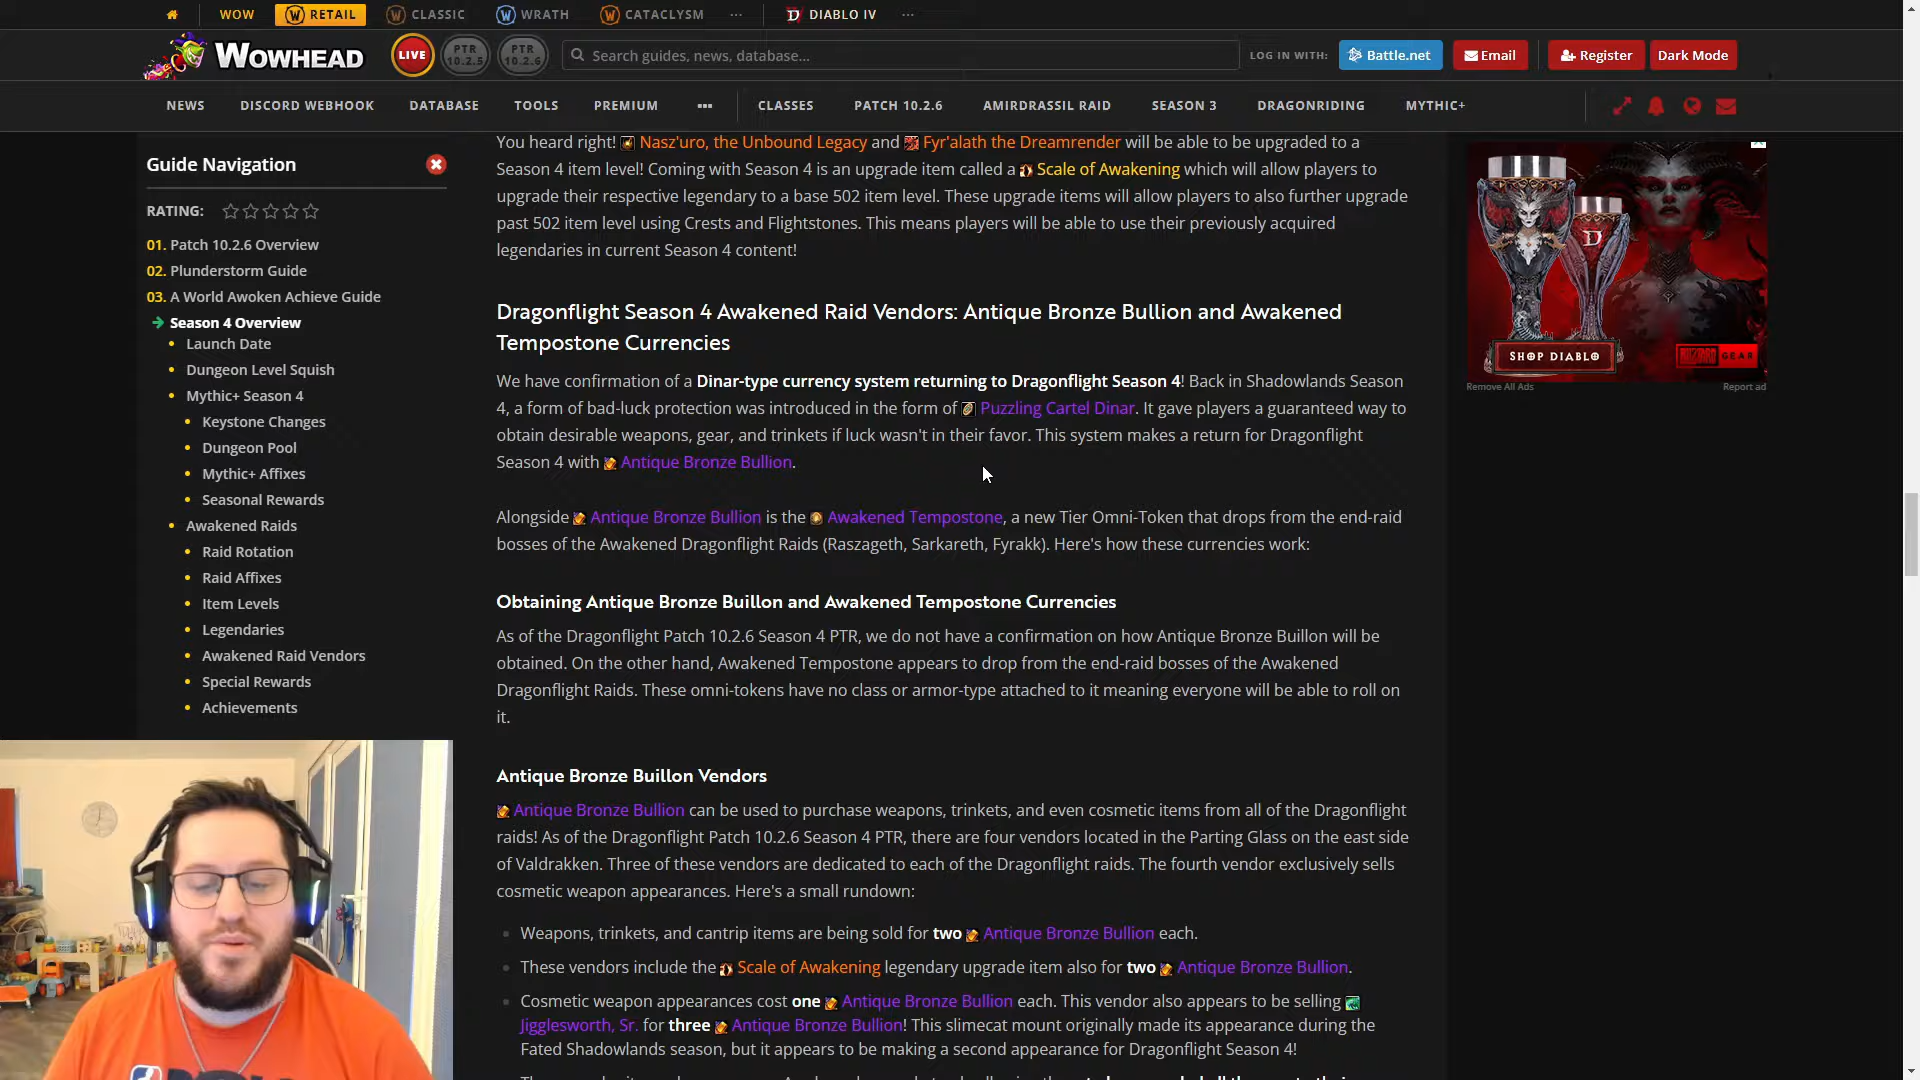 WOW
RETAIL
CLASSIC
WRATH
CATACLYSM
DIABLO IV
WOWHEAD
LIVE
PTR 10.2.5
PTR 10.2.6
Search guides, news, database...
LOG IN WITH:
Battle.net
Email
Register
Dark Mode
NEWS
DISCORD WEBHOOK
DATABASE
TOOLS
PREMIUM
CLASSES
PATCH 10.2.6
AMIRDRASSIL RAID
SEASON 3
DRAGONRIDING
MYTHIC+
Guide Navigation
RATING:
01. Patch 10.2.6 Overview
02. Plunderstorm Guide
03. A World Awoken Achieve Guide
Season 4 Overview
Launch Date
Dungeon Level Squish
Mythic+ Season 4
Keystone Changes
Dungeon Pool
Mythic+ Affixes
Seasonal Rewards
Awakened Raids
Raid Rotation
Raid Affixes
Item Levels
Legendaries
Awakened Raid Vendors
Special Rewards
Achievements
You heard right! Nasz'uro, the Unbound Legacy and Fyr'alath the Dreamrender will be able to be upgraded to a
Season 4 item level! Coming with Season 4 is an upgrade item called a Scale of Awakening which will allow players to
upgrade their respective legendary to a base 502 item level. These upgrade items will allow players to also further upgrade
past 502 item level using Crests and Flightstones. This means players will be able to use their previously acquired
legendaries in current Season 4 content!
Dragonflight Season 4 Awakened Raid Vendors: Antique Bronze Bullion and Awakened
Tempostone Currencies
We have confirmation of a Dinar-type currency system returning to Dragonflight Season 4! Back in Shadowlands Season
4, a form of bad-luck protection was introduced in the form of Puzzling Cartel Dinar. It gave players a guaranteed way to
obtain desirable weapons, gear, and trinkets if luck wasn't in their favor. This system makes a return for Dragonflight
Season 4 with Antique Bronze Bullion.
Alongside Antique Bronze Bullion is the Awakened Tempostone, a new Tier Omni-Token that drops from the end-raid
bosses of the Awakened Dragonflight Raids (Raszageth, Sarkareth, Fyrakk). Here's how these currencies work:
Obtaining Antique Bronze Buillon and Awakened Tempostone Currencies
As of the Dragonflight Patch 10.2.6 Season 4 PTR, we do not have a confirmation on how Antique Bronze Buillon will be
obtained. On the other hand, Awakened Tempostone appears to drop from the end-raid bosses of the Awakened
Dragonflight Raids. These omni-tokens have no class or armor-type attached to it meaning everyone will be able to roll on
it.
Antique Bronze Buillon Vendors
Antique Bronze Bullion can be used to purchase weapons, trinkets, and even cosmetic items from all of the Dragonflight
raids! As of the Dragonflight Patch 10.2.6 Season 4 PTR, there are four vendors located in the Parting Glass on the east side
of Valdrakken. Three of these vendors are dedicated to each of the Dragonflight raids. The fourth vendor exclusively sells
cosmetic weapon appearances. Here's a small rundown:
Weapons, trinkets, and cantrip items are being sold for two Antique Bronze Bullion each.
These vendors include the Scale of Awakening legendary upgrade item also for two Antique Bronze Bullion.
Cosmetic weapon appearances cost one Antique Bronze Bullion each. This vendor also appears to be selling
Jigglesworth, Sr. for three Antique Bronze Bullion! This slimecat mount originally made its appearance during the
Fated Shadowlands season, but it appears to be making a second appearance for Dragonflight Season 4!
SHOP DIABLO
BLIZZARD GEAR
Remove All Ads
Report ad